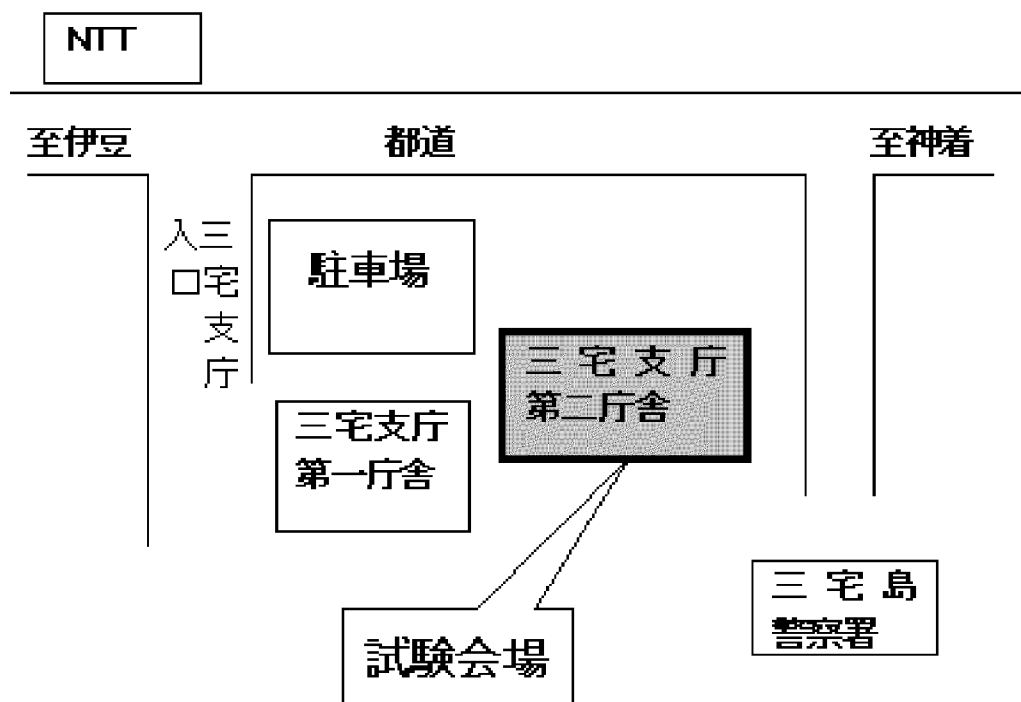 NTT
至伊豆
都道
至神着
三宅支庁
入口
駐車場
三宅支庁
第二庁舎
三宅支庁
第一庁舎
三宅島
警察署
試験会場